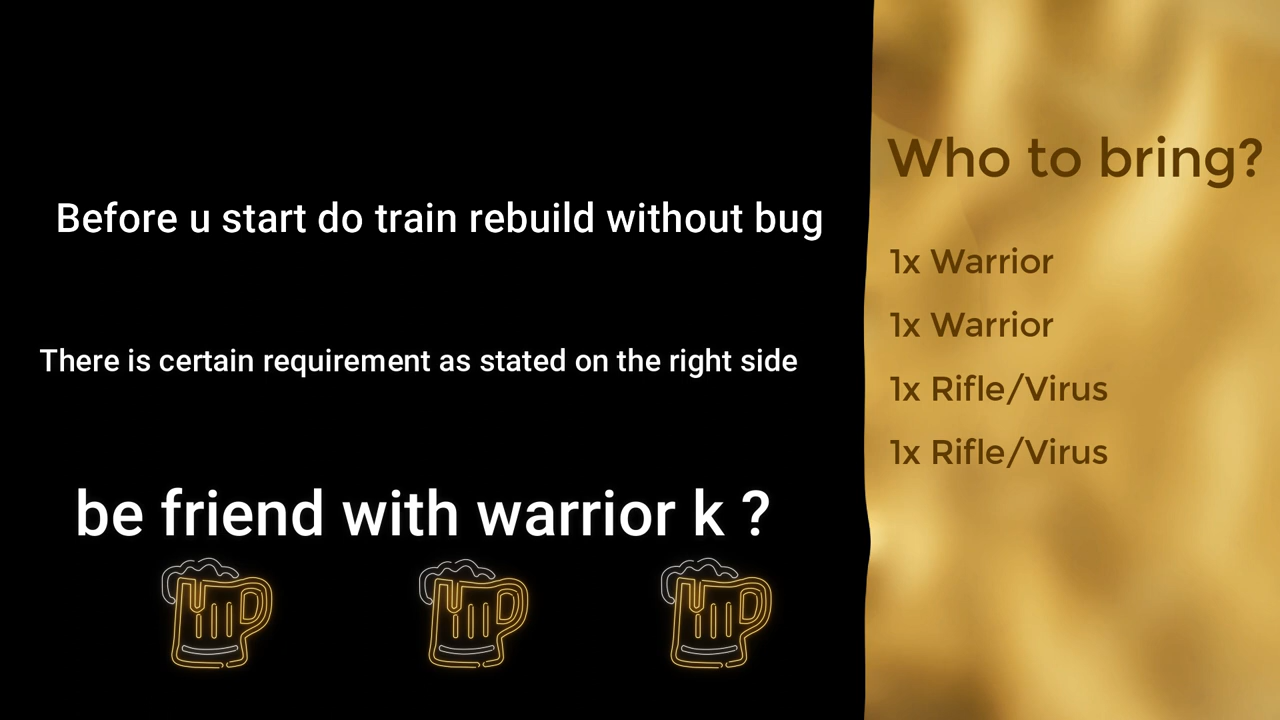 Before u start do train rebuild without bug
There is certain requirement as stated on the right side
be friend with warrior k ?
Who to bring?
1x Warrior
1x Warrior
1x Rifle/Virus
1x Rifle/Virus